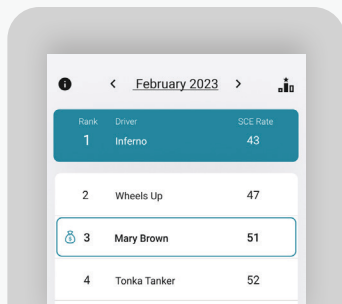 February 2023
Rank Driver SCE Rate
1 Inferno 43
2 Wheels Up 47
3 Mary Brown 51
4 Tonka Tanker 52